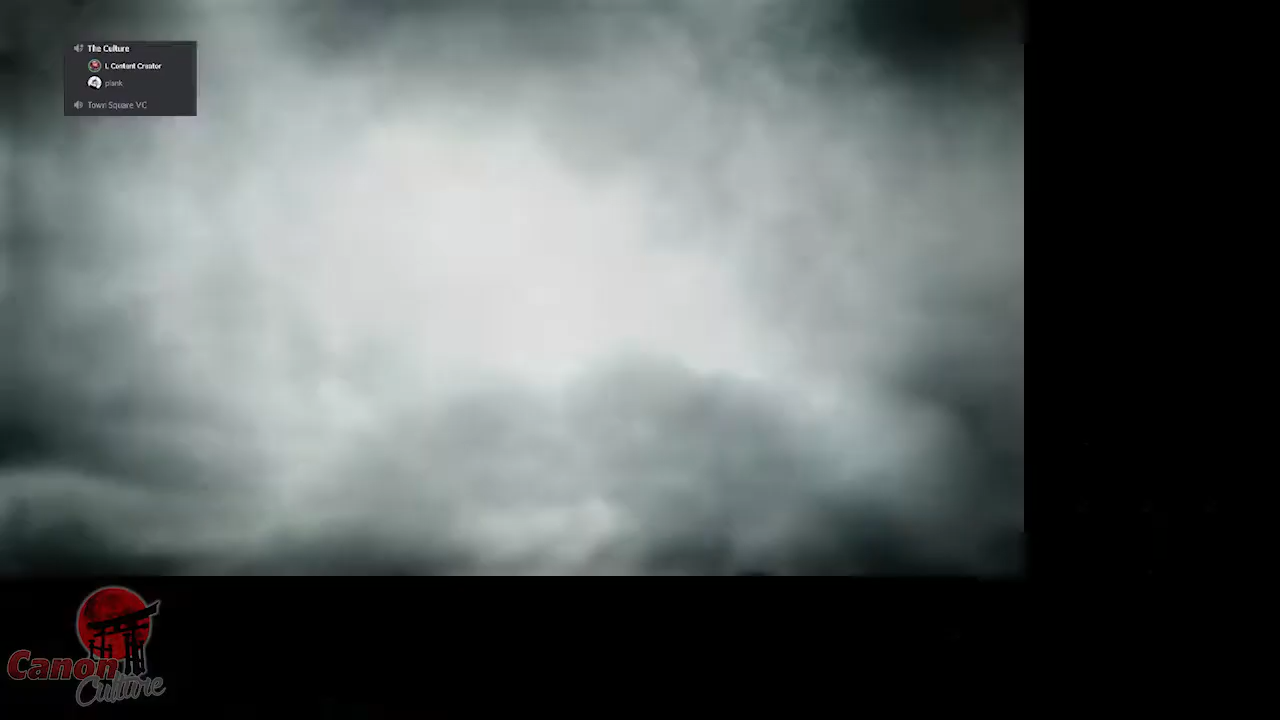 The Culture
L Content Creator
plank
Town Square VC
Canon
Culture